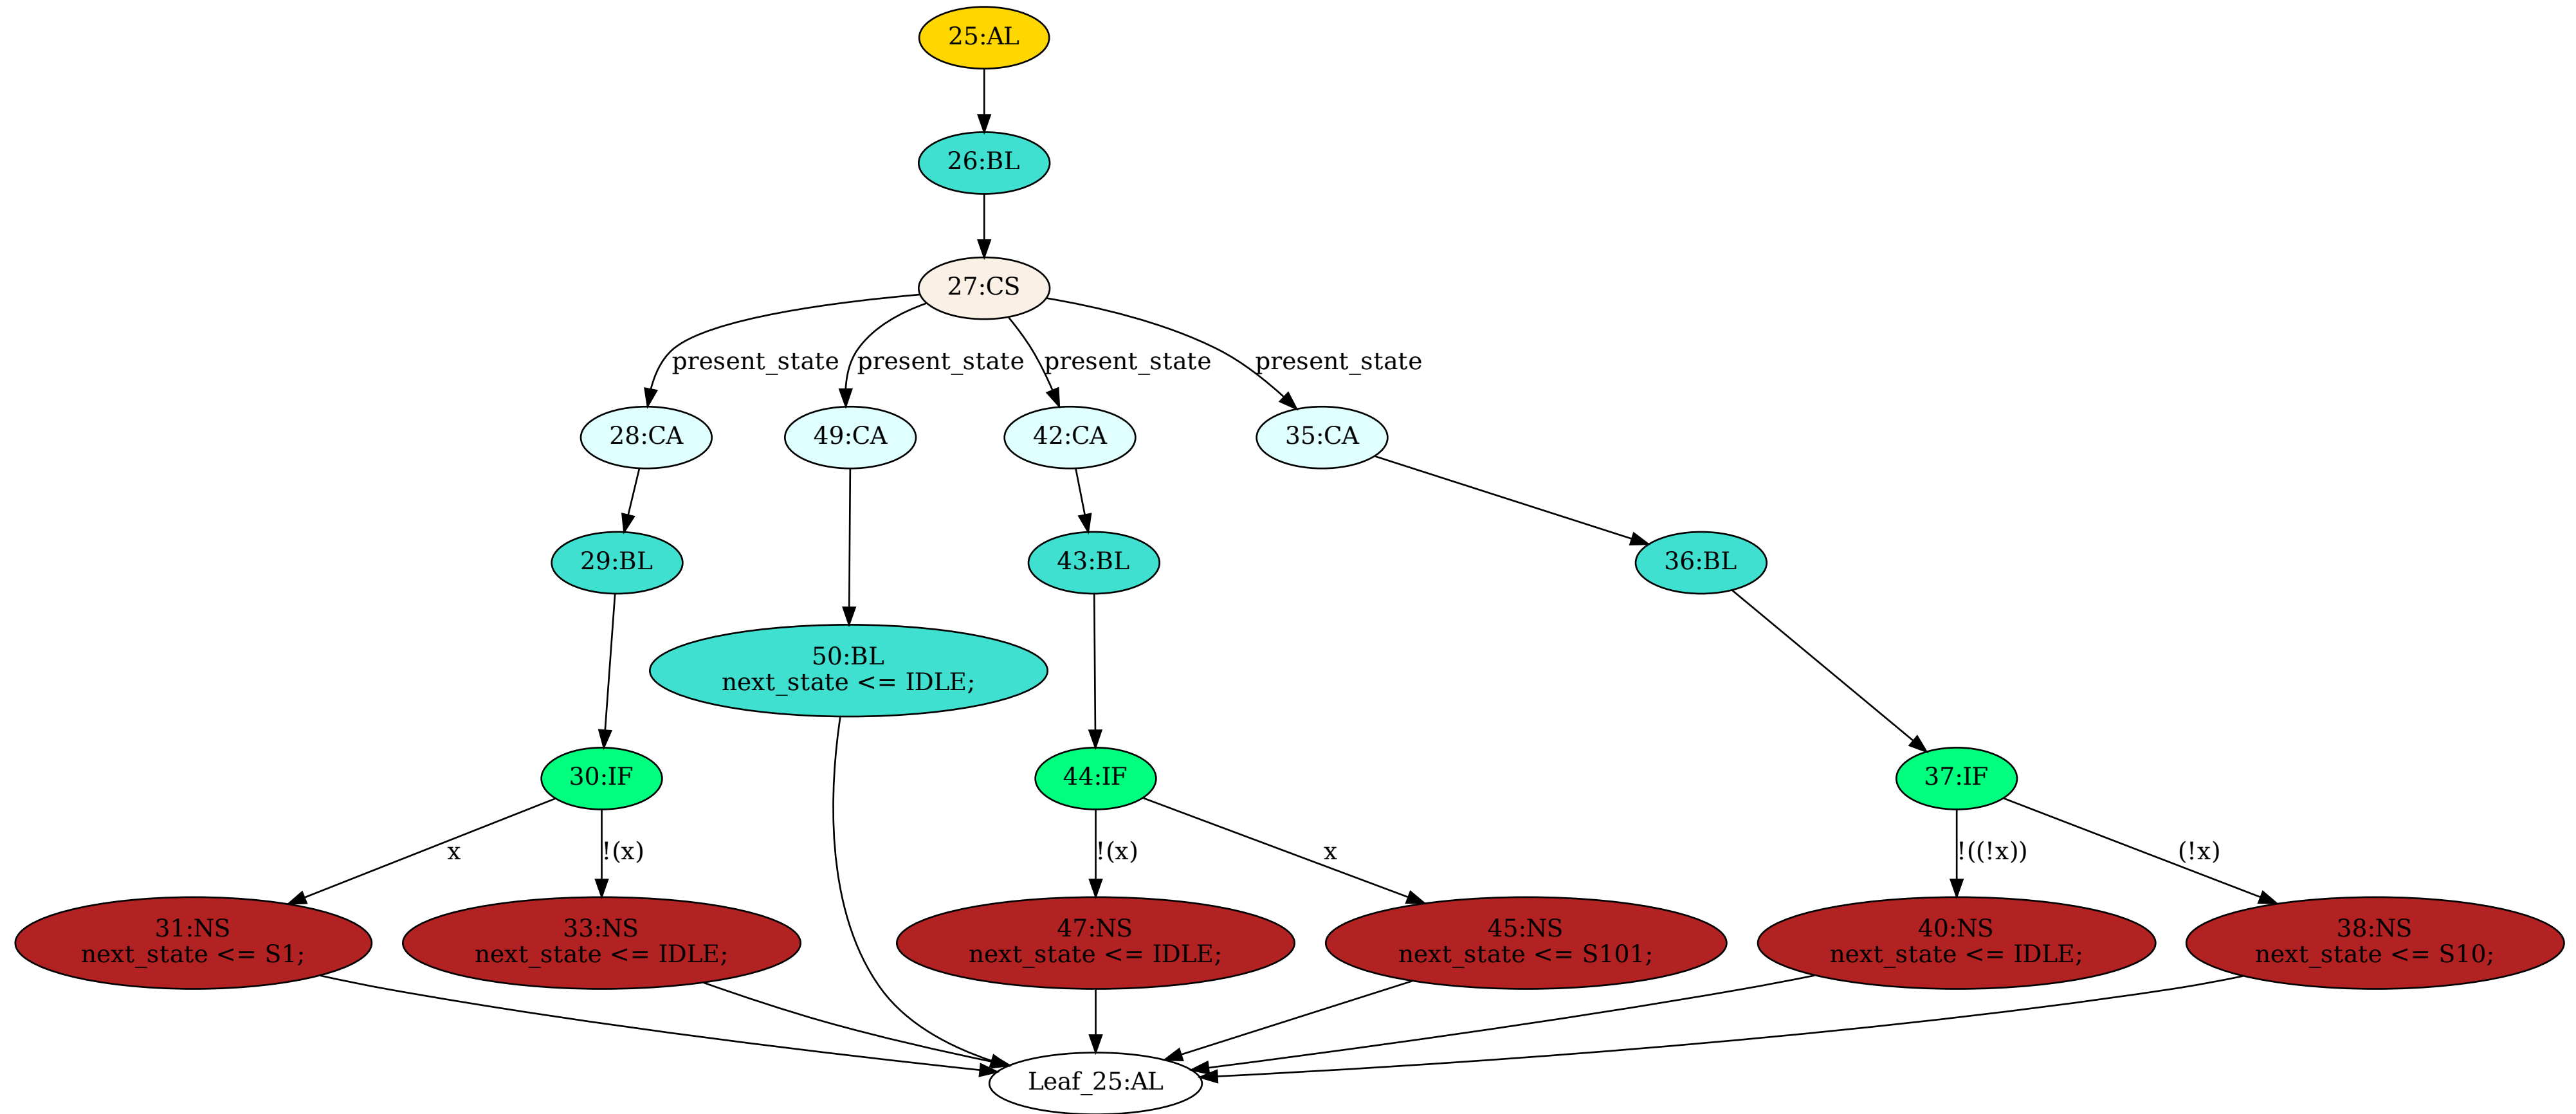 25:AL
26:BL
27:CS
present_state
present_state
present_state
present_state
28:CA
49:CA
42:CA
35:CA
29:BL
43:BL
36:BL
50:BL
next_state <= IDLE;
30:IF
44:IF
37:IF
x
!(x)
!(x)
x
!((!x))
(!x)
31:NS
next_state <= S1;
33:NS
next_state <= IDLE;
47:NS
next_state <= IDLE;
45:NS
next_state <= S101;
40:NS
next_state <= IDLE;
38:NS
next_state <= S10;
Leaf_25:AL